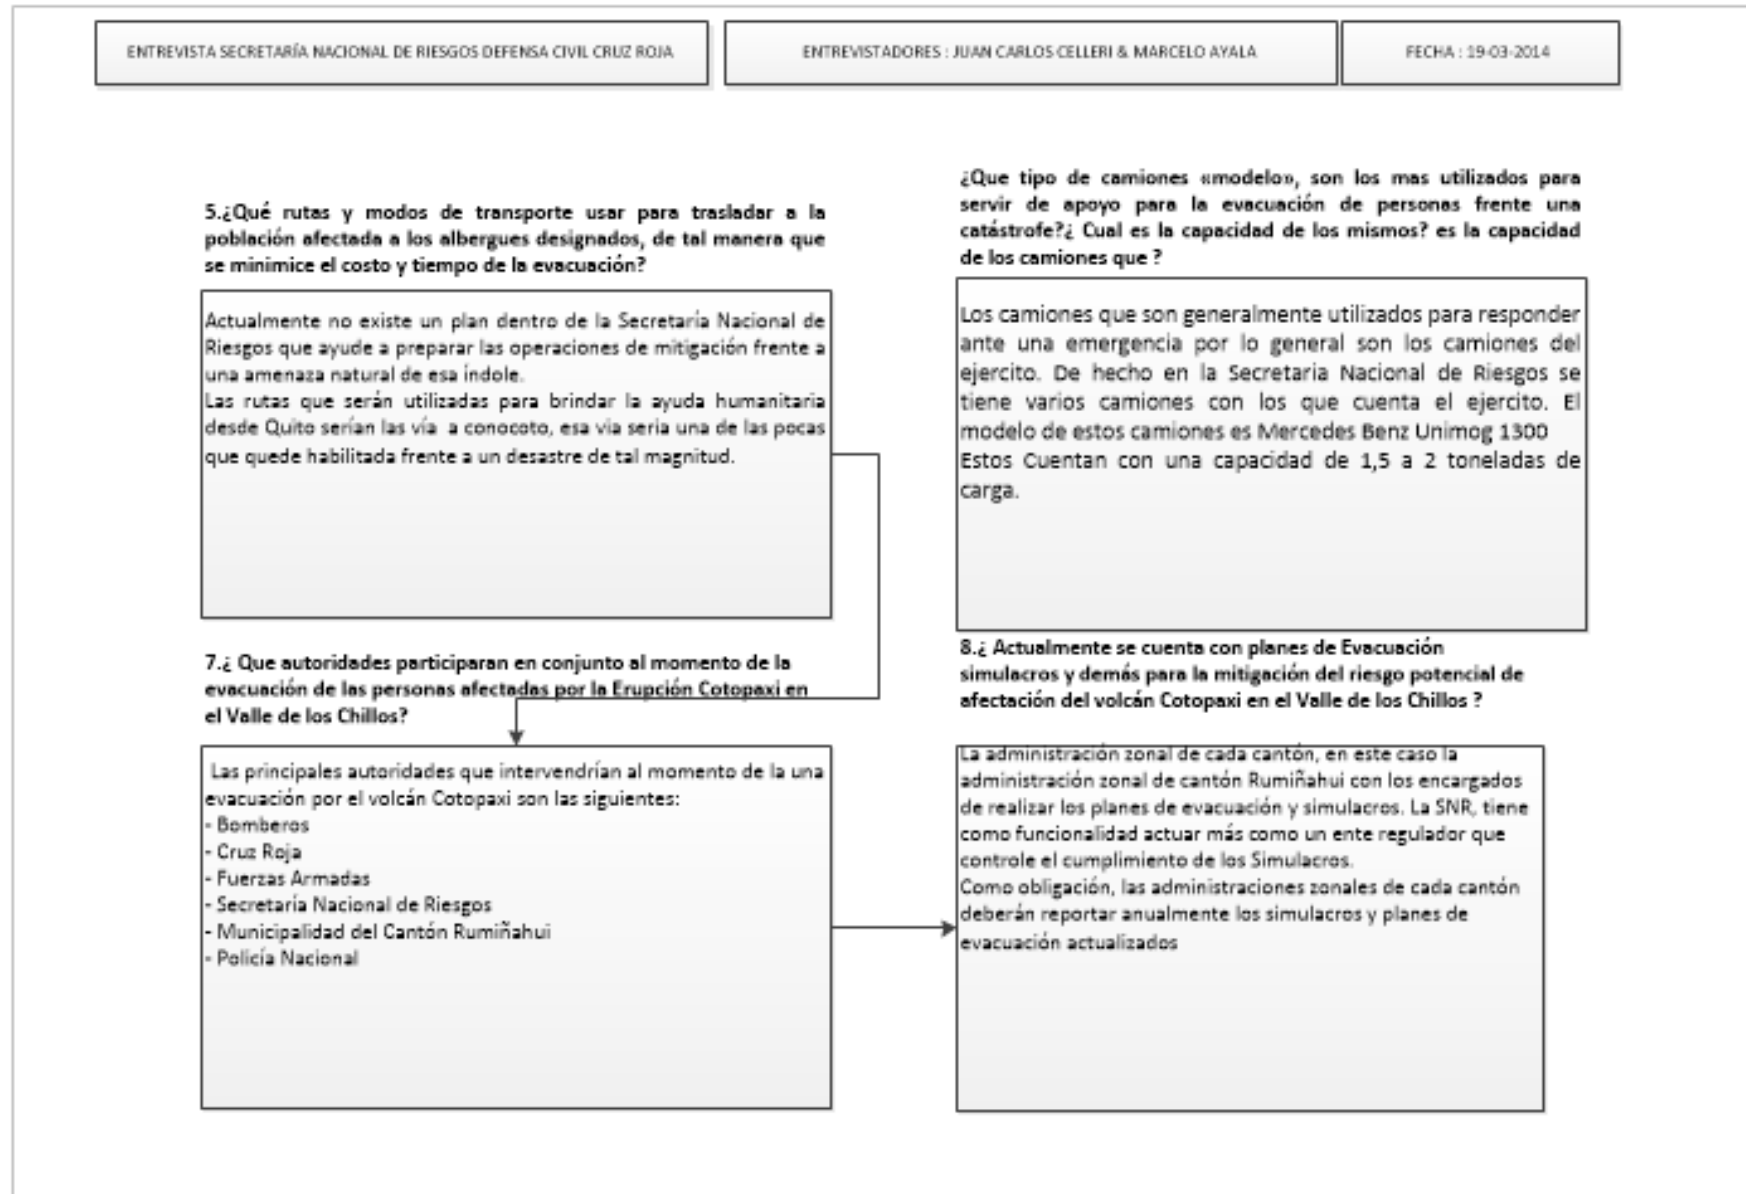 ENTREVISTA SECRETARÍA NACIONAL DE RIESGOS DEFENSA CIVIL CRUZ ROJA
ENTREVISTADORES : JUAN CARLOS CELLERI & MARCELO AYALA
FECHA : 19-03-2014
5.¿Qué rutas y modos de transporte usar para trasladar a la
población afectada a los albergues designados, de tal manera que
se minimice el costo y tiempo de la evacuación?
Actualmente no existe un plan dentro de la Secretaría Nacional de
Riesgos que ayude a preparar las operaciones de mitigación frente a
una amenaza natural de esa índole.
Las rutas que serán utilizadas para brindar la ayuda humanitaria
desde Quito serían las vía a conocoto, esa via seria una de las pocas
que quede habilitada frente a un desastre de tal magnitud.
¿Que tipo de camiones «modelo», son los mas utilizados para
servir de apoyo para la evacuación de personas frente una
catástrofe?¿ Cual es la capacidad de los mismos? es la capacidad
de los camiones que ?
Los camiones que son generalmente utilizados para responder
ante una emergencia por lo general son los camiones del
ejercito. De hecho en la Secretaria Nacional de Riesgos se
tiene varios camiones con los que cuenta el ejercito. El
modelo de estos camiones es Mercedes Benz Unimog 1300
Estos Cuentan con una capacidad de 1,5 a 2 toneladas de
carga.
7.¿ Que autoridades participaran en conjunto al momento de la
evacuación de las personas afectadas por la Erupción Cotopaxi en
el Valle de los Chillos?
Las principales autoridades que intervendrían al momento de la una
evacuación por el volcán Cotopaxi son las siguientes:
- Bomberos
- Cruz Roja
- Fuerzas Armadas
- Secretaría Nacional de Riesgos
- Municipalidad del Cantón Rumiñahui
- Policía Nacional
8.¿ Actualmente se cuenta con planes de Evacuación
simulacros y demás para la mitigación del riesgo potencial de
afectación del volcán Cotopaxi en el Valle de los Chillos ?
La administración zonal de cada cantón, en este caso la
administración zonal de cantón Rumiñahui con los encargados
de realizar los planes de evacuación y simulacros. La SNR, tiene
como funcionalidad actuar más como un ente regulador que
controle el cumplimiento de los Simulacros.
Como obligación, las administraciones zonales de cada cantón
deberán reportar anualmente los simulacros y planes de
evacuación actualizados